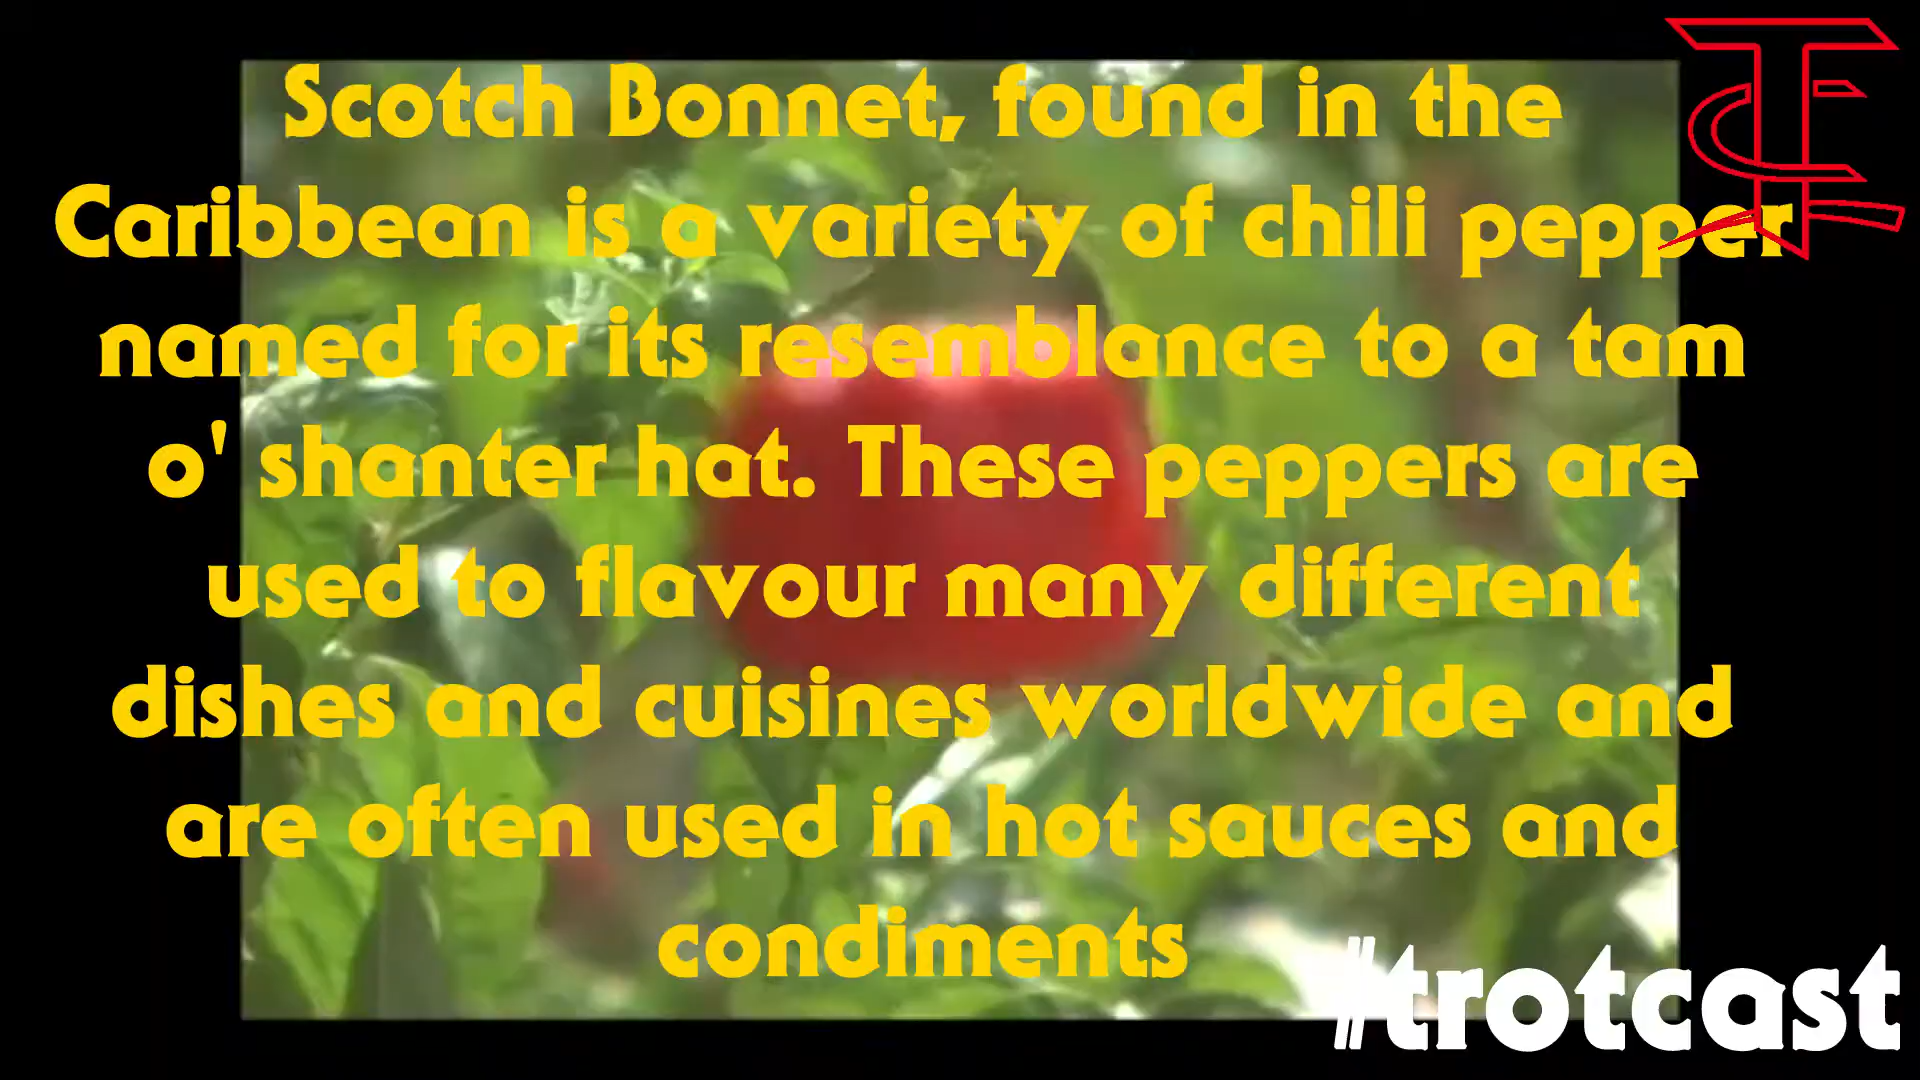 Scotch Bonnet, found in the
Caribbean is a variety of chili pepper
named for its resemblance to a tam
o' shanter hat. These peppers are
used to flavour many different
dishes and cuisines worldwide and
are often used in hot sauces and
condiments
#trotcast